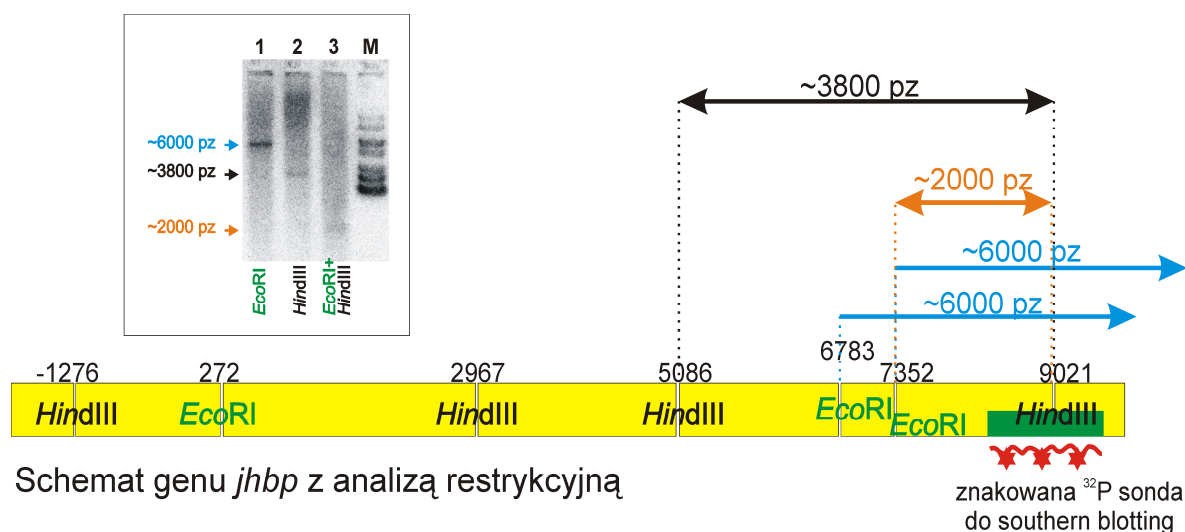 1 2 3 M
~6000 pz
~3800 pz
~2000 pz
EcoRI
HindIII
EcoRI+
HindIII
~3800 pz
~2000 pz
~6000 pz
~6000 pz
6783
-1276 272 2967 5086 7352 9021
HindIII EcoRI HindIII HindIII EcoRI EcoRI HindIII
Schemat genu jhbp z analizą restrykcyjną
znakowana ³²P sonda
do southern blotting